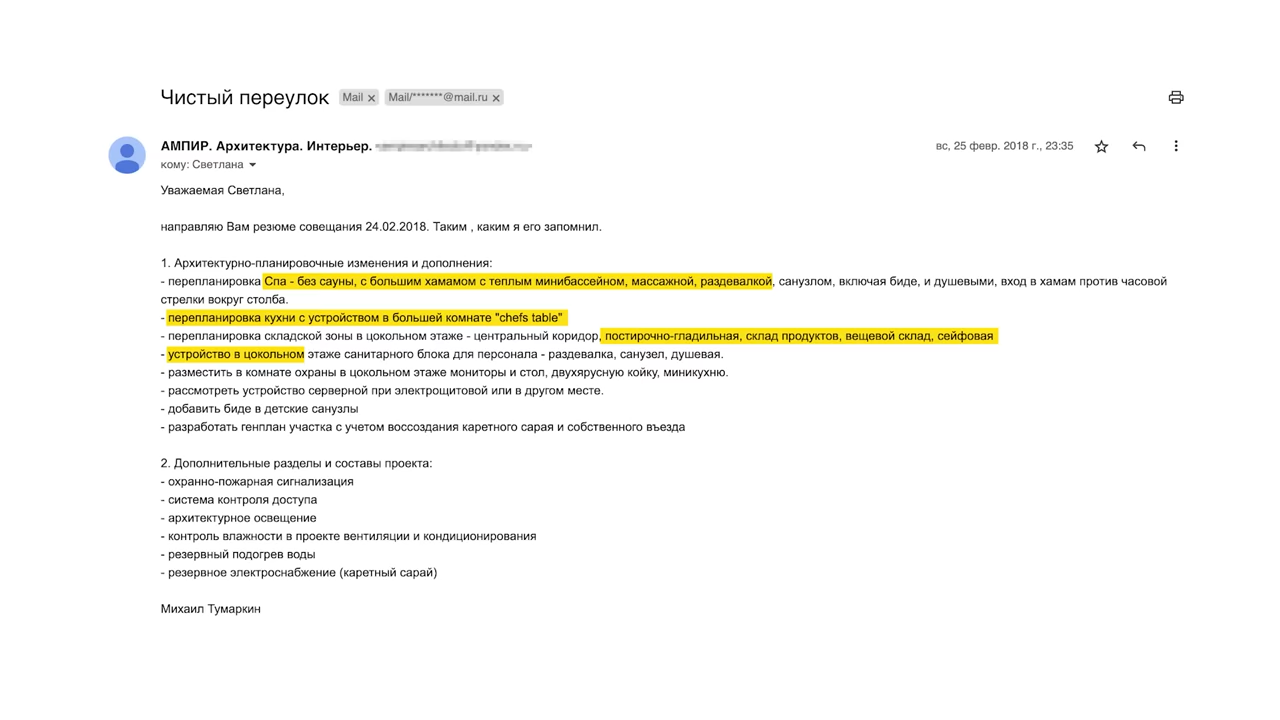 Чистый переулок Mail x Mail/*******@mail.ru x
АМПИР. Архитектура. Интерьер.
вс, 25 февр. 2018 г., 23:35
кому: Светлана
Уважаемая Светлана,
направляю Вам резюме совещания 24.02.2018. Таким , каким я его запомнил.
1. Архитектурно-планировочные изменения и дополнения:
- перепланировка Спа - без сауны, с большим хамамом с теплым минибассейном, массажной, раздевалкой, санузлом, включая биде, и душевыми, вход в хамам против часовой
стрелки вокруг столба.
- перепланировка кухни с устройством в большей комнате "chefs table"
- перепланировка складской зоны в цокольном этаже - центральный коридор, постирочно-гладильная, склад продуктов, вещевой склад, сейфовая
- устройство в цокольном этаже санитарного блока для персонала - раздевалка, санузел, душевая.
- разместить в комнате охраны в цокольном этаже мониторы и стол, двухярусную койку, миникухню.
- рассмотреть устройство серверной при электрощитовой или в другом месте.
- добавить биде в детские санузлы
- разработать генплан участка с учетом воссоздания каретного сарая и собственного въезда
2. Дополнительные разделы и составы проекта:
- охранно-пожарная сигнализация
- система контроля доступа
- архитектурное освещение
- контроль влажности в проекте вентиляции и кондиционирования
- резервный подогрев воды
- резервное электроснабжение (каретный сарай)
Михаил Тумаркин